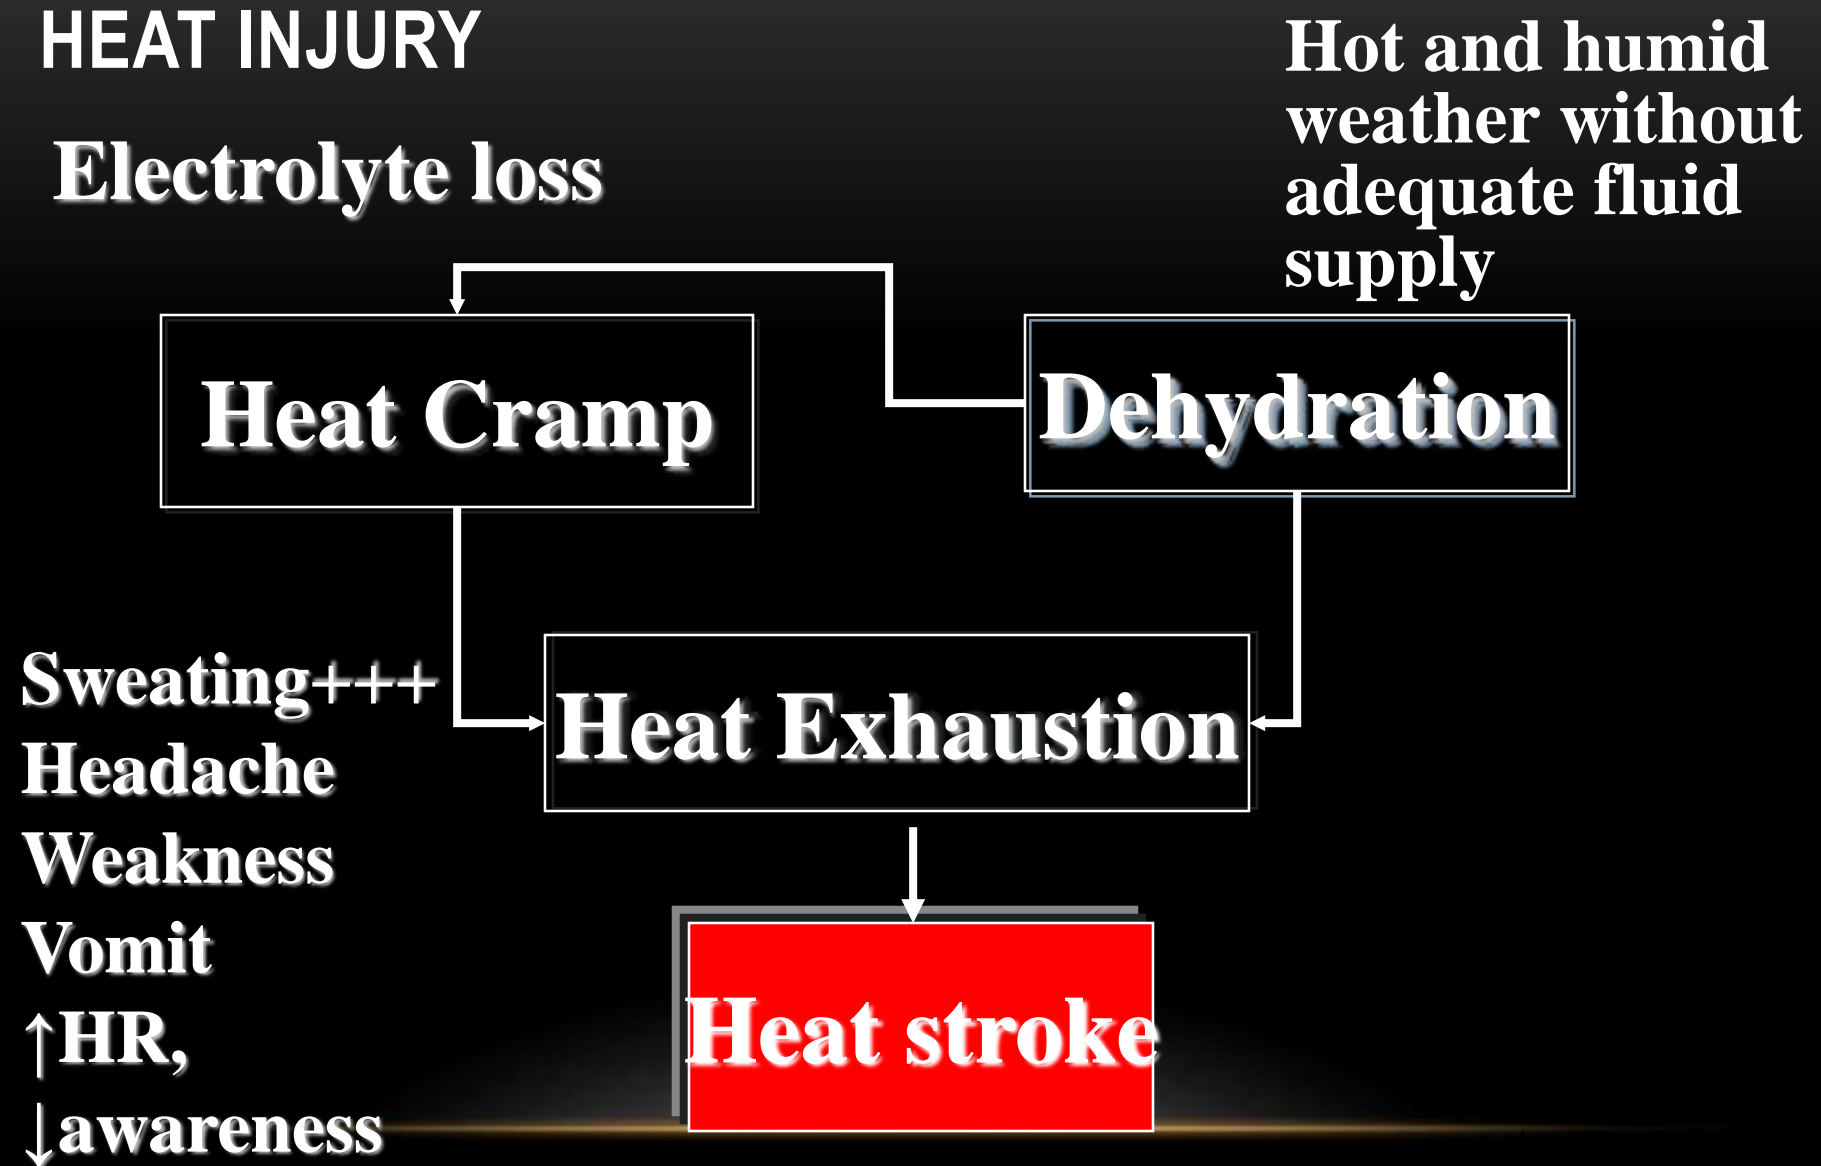 HEAT INJURY
Electrolyte loss
Hot and humid
weather without
adequate fluid
supply
Heat Cramp
Dehydration
Sweating+++
Headache
Weakness
Vomit
↑HR,
↓awareness
Heat Exhaustion
Heat stroke